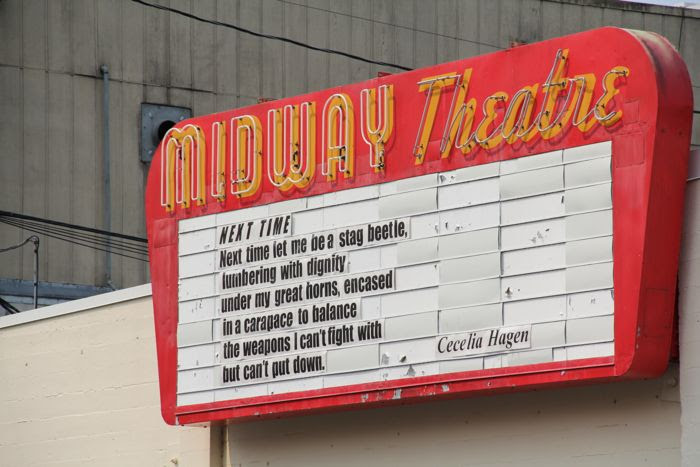 MIDWAY Theatre
NEXT TIME
Next time let me be a stag beetle,
lumbering with dignity
under my great horns, encased
in a carapace to balance
the weapons I can't fight with
but can't put down.
Cecelia Hagen